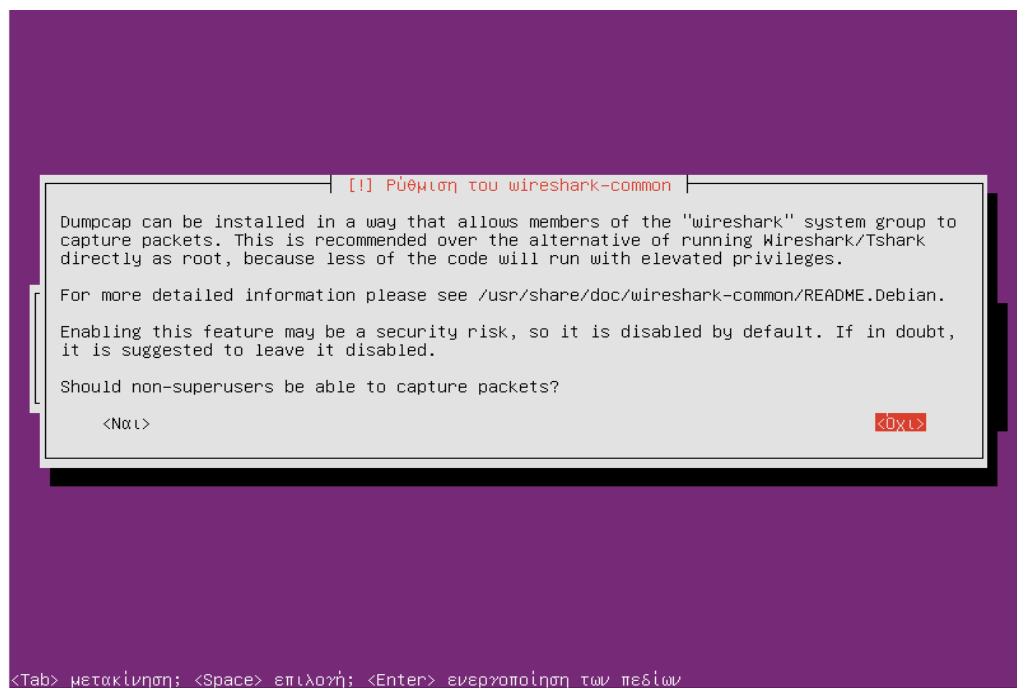 [!] Ρύθμιση του wireshark-common
Dumpcap can be installed in a way that allows members of the "wireshark" system group to
capture packets. This is recommended over the alternative of running Wireshark/Tshark
directly as root, because less of the code will run with elevated privileges.
For more detailed information please see /usr/share/doc/wireshark-common/README.Debian.
Enabling this feature may be a security risk, so it is disabled by default. If in doubt,
it is suggested to leave it disabled.
Should non-superusers be able to capture packets?
<Ναι> <Όχι>
<Tab> μετακίνηση; <Space> επιλογή; <Enter> ενεργοποίηση των πεδίων